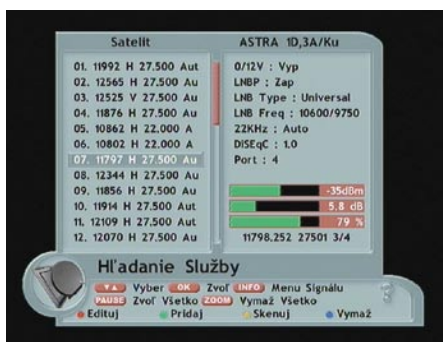 Satelit
ASTRA 1D,3A/Ku
01. 11992 H 27.500 Aut
02. 12565 H 27.500 Au
03. 12525 V 27.500 Au
04. 11876 H 27.500 Au
05. 10862 H 22.000 A
06. 10802 H 22.000 A
07. 11797 H 27.500 Au
08. 12344 H 27.500 Au
09. 11856 H 27.500 Au
10. 11914 H 27.500 Aut
11. 12109 H 27.500 Aut
12. 12070 H 27.500 Au
0/12V : Vyp
LNBP : Zap
LNB Type : Universal
LNB Freq : 10600/9750
22KHz : Auto
DiSEqC : 1.0
Port : 4
-35dBm
5.8 dB
79 %
11798.252 27501 3/4
Hľadanie Služby
▼▲ Vyber OK Zvoľ INFO Menu Signálu
PAUSE Zvoľ Všetko ZOOM Vymaž Všetko
Edituj Pridaj Skenuj Vymaž